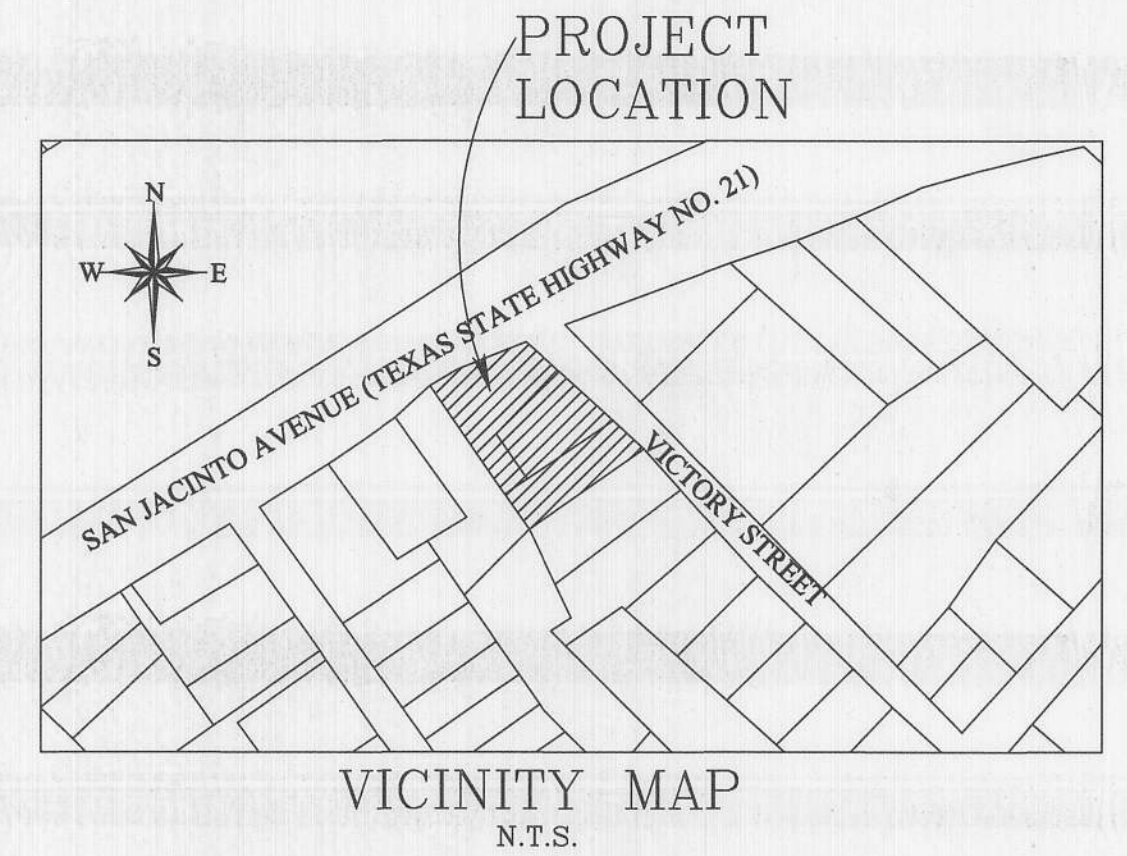 PROJECT
LOCATION
N
W E
S
SAN JACINTO AVENUE (TEXAS STATE HIGHWAY NO. 21)
VICTORY STREET
VICINITY MAP
N.T.S.